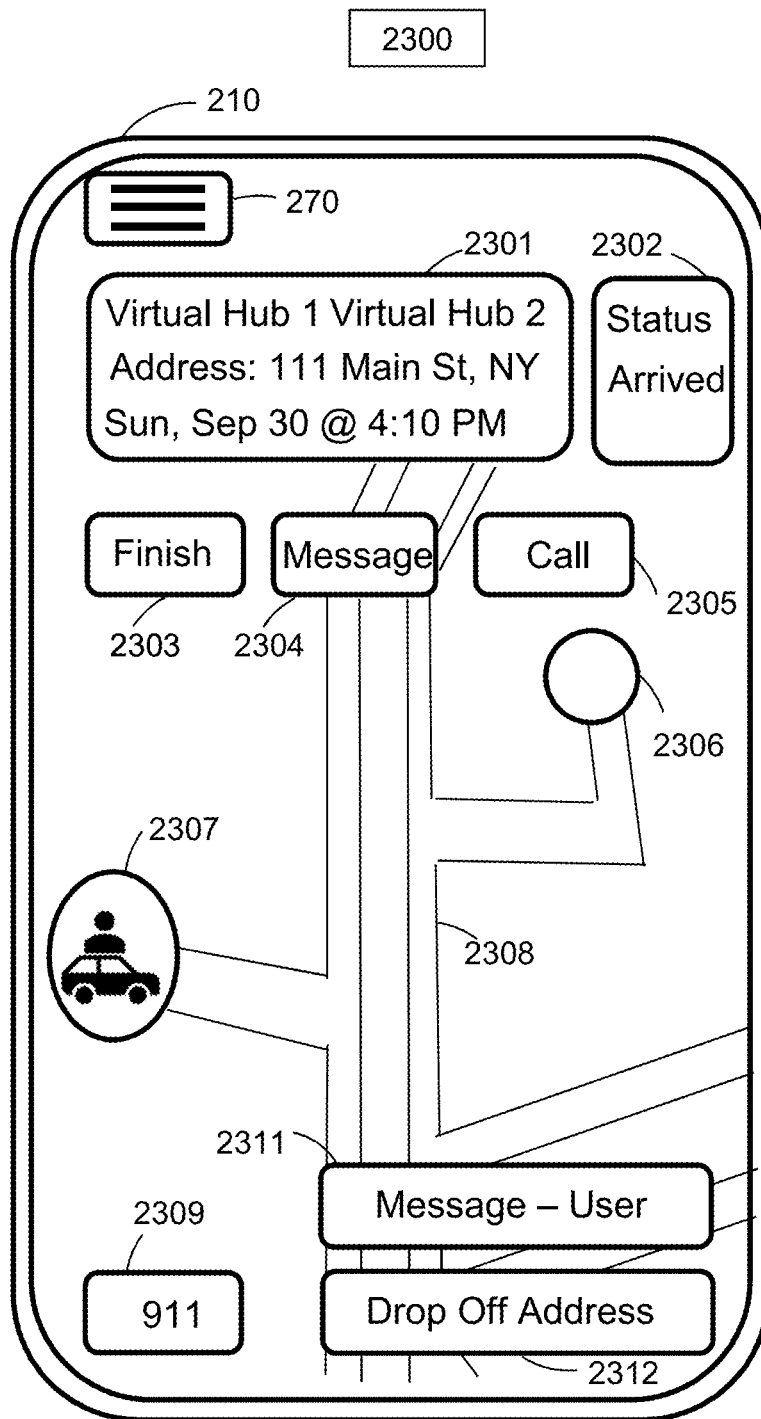 2300
210
270
2301
2302
Virtual Hub 1 Virtual Hub 2
Address: 111 Main St, NY
Sun, Sep 30 @ 4:10 PM
Status
Arrived
Finish
Message
Call
2303
2304
2305
2306
2307
2308
2311
Message – User
2309
911
Drop Off Address
2312